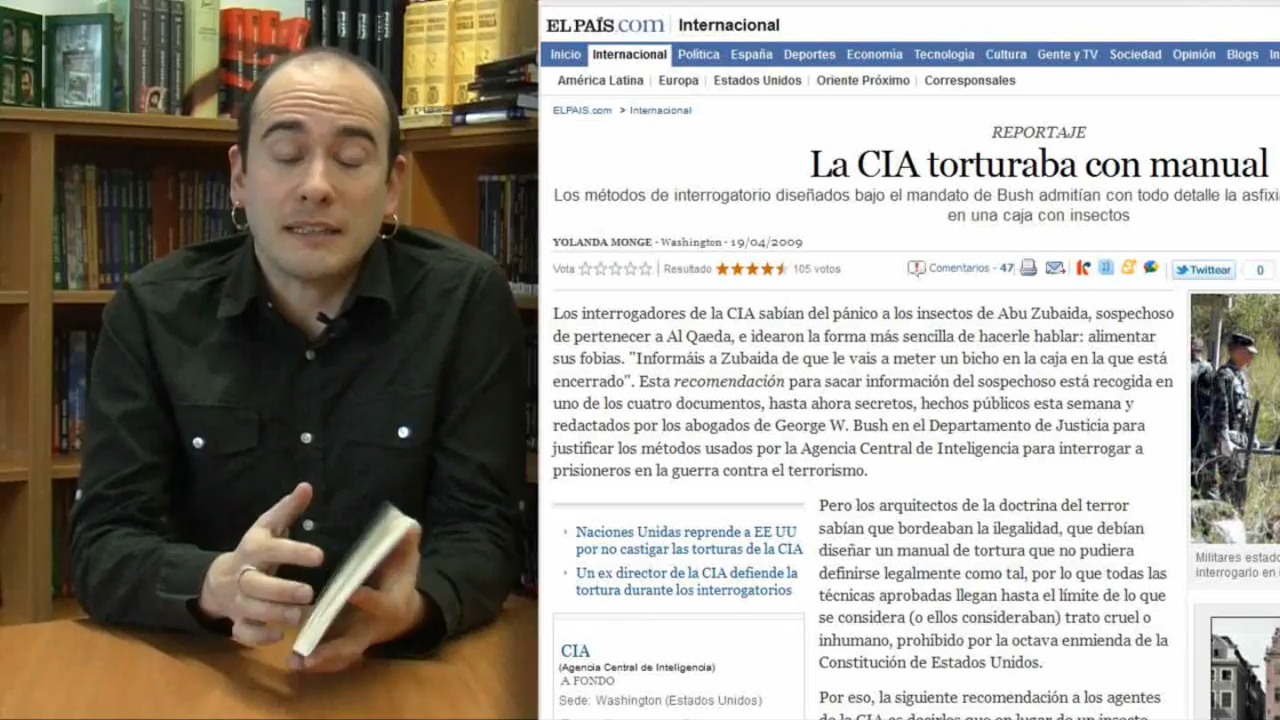 EL PAÍS.com Internacional
Inicio Internacional Política España Deportes Economía Tecnología Cultura Gente y TV Sociedad Opinión Blogs
América Latina Europa Estados Unidos Oriente Próximo Corresponsales
ELPAIS.com > Internacional
REPORTAJE
La CIA torturaba con manual
Los métodos de interrogatorio diseñados bajo el mandato de Bush admitían con todo detalle la
en una caja con insectos
YOLANDA MONGE - Washington - 19/04/2009
Vota Resultado 105 votos Comentarios - 47 Twittear 0
Los interrogadores de la CIA sabían del pánico a los insectos de Abu Zubaida, sospechoso
de pertenecer a Al Qaeda, e idearon la forma más sencilla de hacerle hablar: alimentar
sus fobias. "Informáis a Zubaida de que le vais a meter un bicho en la caja en la que está
encerrado". Esta recomendación para sacar información del sospechoso está recogida en
uno de los cuatro documentos, hasta ahora secretos, hechos públicos esta semana y
redactados por los abogados de George W. Bush en el Departamento de Justicia para
justificar los métodos usados por la Agencia Central de Inteligencia para interrogar a
prisioneros en la guerra contra el terrorismo.
Naciones Unidas reprende a EE UU
por no castigar las torturas de la CIA
Un ex director de la CIA defiende la
tortura durante los interrogatorios
CIA
(Agencia Central de Inteligencia)
A FONDO
Sede: Washington (Estados Unidos)
Pero los arquitectos de la doctrina del terror
sabían que bordeaban la ilegalidad, que debían
diseñar un manual de tortura que no pudiera
definirse legalmente como tal, por lo que todas las
técnicas aprobadas llegan hasta el límite de lo que
se considera (o ellos consideraban) trato cruel o
inhumano, prohibido por la octava enmienda de la
Constitución de Estados Unidos.
Por eso, la siguiente recomendación a los agentes
de la CIA es decirles que en lugar de un insecto
Militares
interrogarlo en